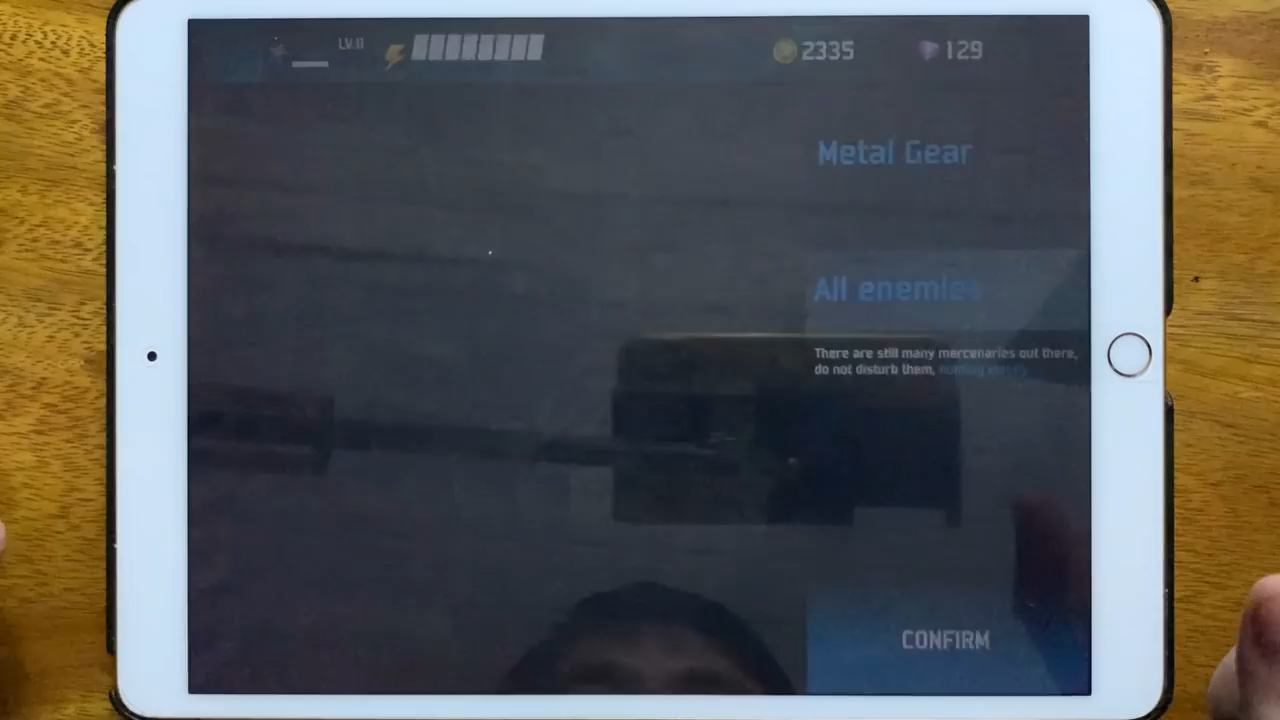 LV.11
2335
129
Metal Gear
All enemies
There are still many mercenaries out there,
do not disturb them,
CONFIRM